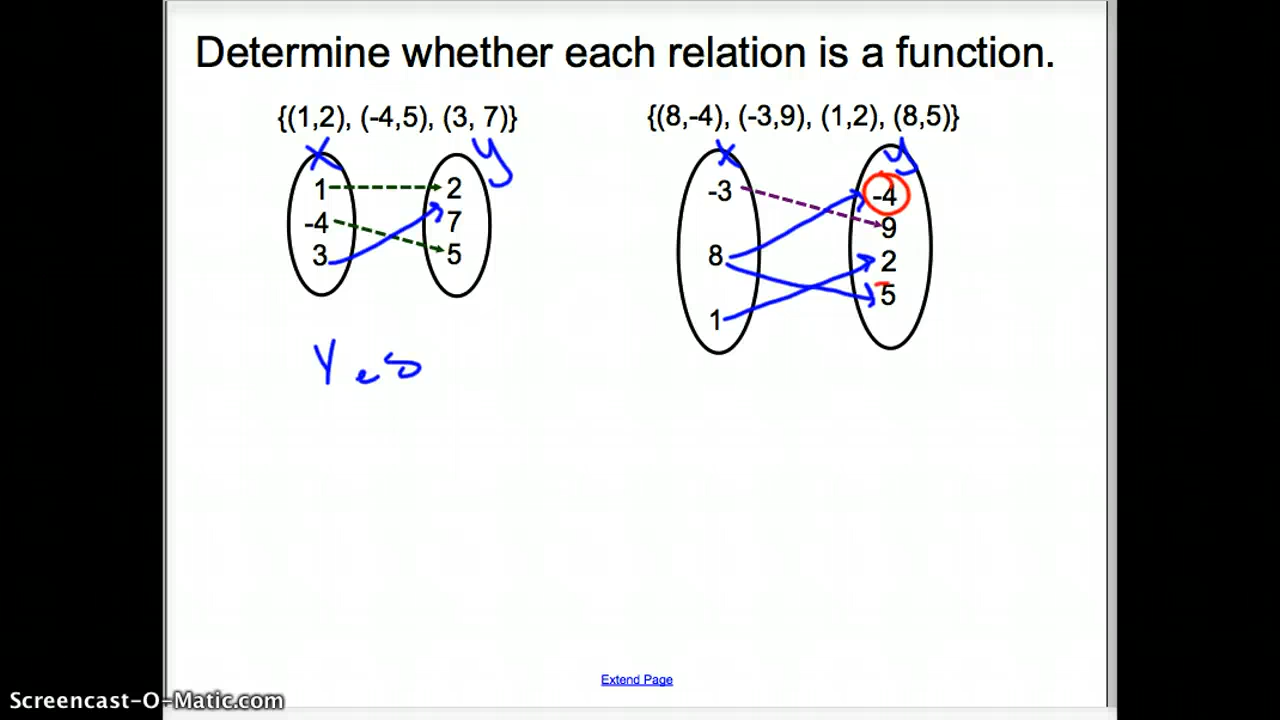 Determine whether each relation is a function.
{(1,2), (-4,5), (3, 7)}
{(8,-4), (-3,9), (1,2), (8,5)}
x y
1 2
-4 7
3 5
Yes
x y
-3 -4
9
8 2
5
1
Extend Page
Screencast-O-Matic.com